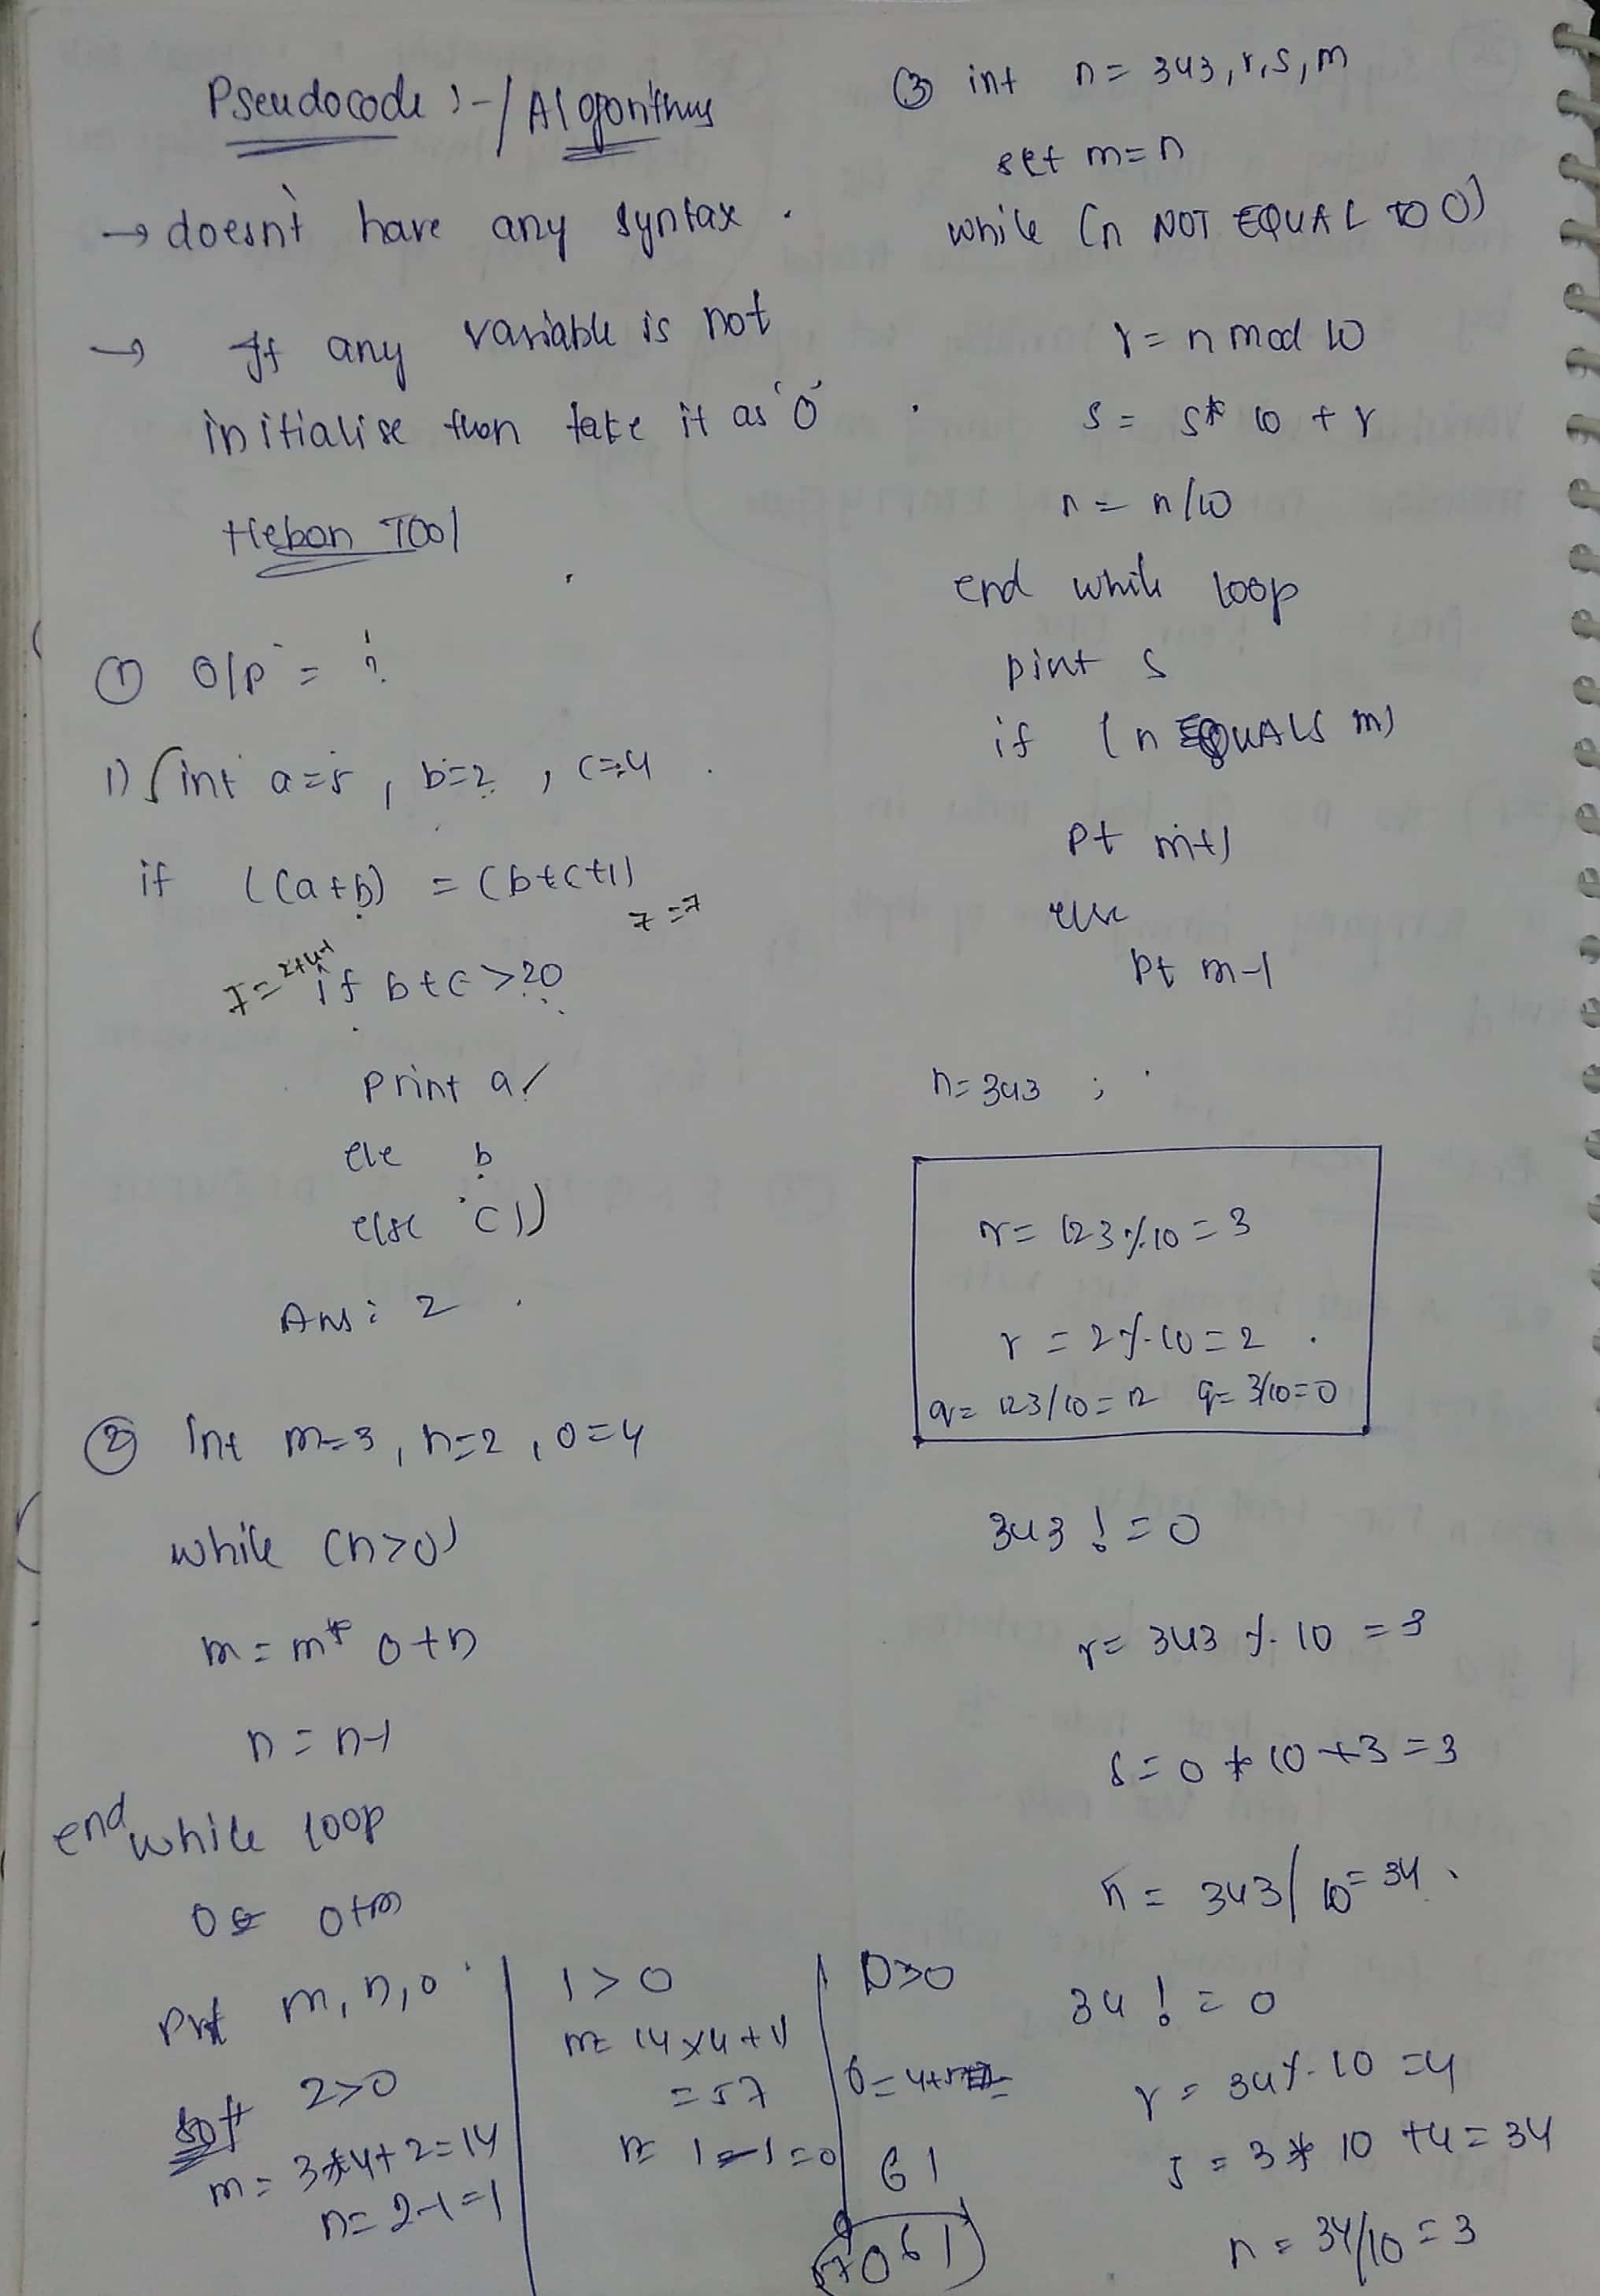 Pseudocode :-/Algorithms
→ doesn't have any syntax.
→ If any variable is not
initialise then take it as '0'
Hebon Tool
① O/p = ?
1) int a=5, b=2, c=4
if ((a+b) = (b+c+1)
7=7
7=2+4+1
if b+c>20
print a
ele b
else c))
Ans: 2
② int m=3, n=2, o=4
while (n>0)
m=m* o+n
n=n-1
end while loop
o= o+m
Prt m, n, o
2>0
m= 3*4+2=14
n=2-1=1
1>0
m= 14x4+1
=57
n= 1-1=0
0>0
61
57 0 61
③ int n= 343, r, s, m
set m=n
while (n NOT EQUAL TO 0)
r=n mod 10
s= s* 10 + r
n= n/10
end while loop
pint s
if (n EQUALS m)
Pt m+1
else
Pt m-1
n=343 ;
r= 123%10=3
r = 2%10=2
q= 123/10=12 q= 3/10=0
343 != 0
r= 343 % 10 =3
s=0*10+3=3
n= 343/10=34.
34 != 0
r= 34%10=4
s=3*10+4=34
n=34/10=3